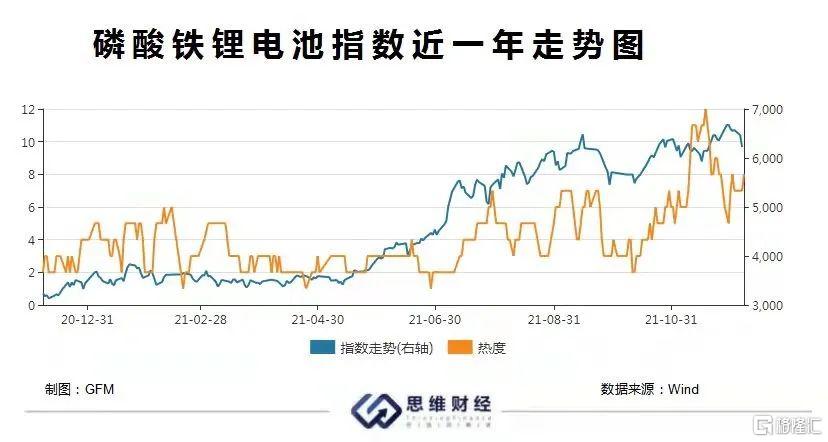 磷酸铁锂电池指数近一年走势图
12 7,000
10 6,000
8
6 5,000
4 4,000
2
0 3,000
20-12-31 21-02-28 21-04-30 21-06-30 21-08-31 21-10-31
指数走势(右轴) 热度
制图：GFM 数据来源：Wind
思维财经
ThinkingFinance
格隆汇